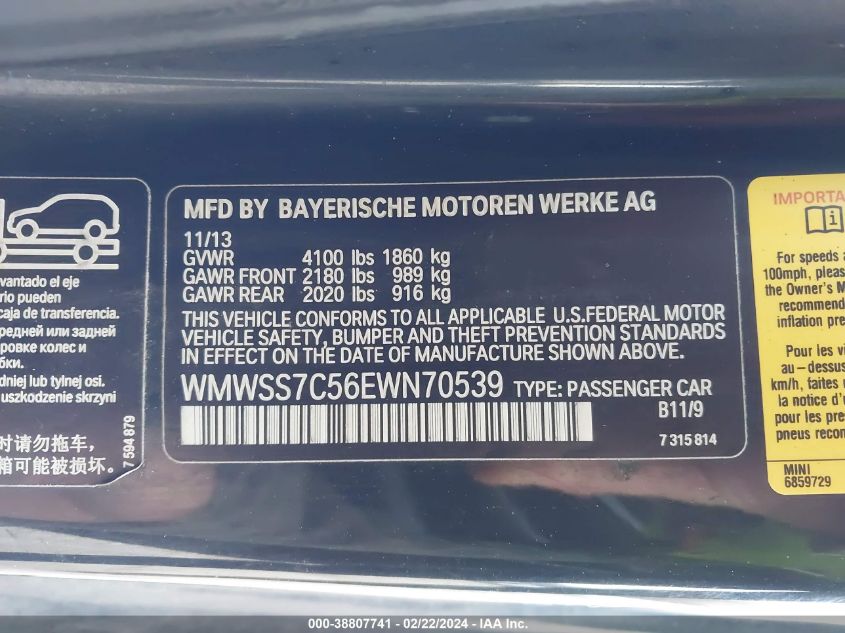 evantado el eje
rio pueden
caja de transferencia.
редней или задней
ровке колес и
бки.
dniej lub tylnej osi.
uszkodzenie skrzyni
时请勿拖车,
箱可能被损坏。
7 594 879
MFD BY BAYERISCHE MOTOREN WERKE AG
11/13
GVWR 4100 lbs 1860 kg
GAWR FRONT 2180 lbs 989 kg
GAWR REAR 2020 lbs 916 kg
THIS VEHICLE CONFORMS TO ALL APPLICABLE U.S.FEDERAL MOTOR
VEHICLE SAFETY, BUMPER AND THEFT PREVENTION STANDARDS
IN EFFECT ON THE DATE OF MANUFACTURE SHOWN ABOVE.
WMWSS7C56EWN70539 TYPE: PASSENGER CAR
B11/9
7 315 814
IMPORTA
For speeds a
100mph, pleas
the Owner's M
recommend
inflation pre
Pour les vi
au-dessus
km/h, faites
la notice d'
pour les pr
pneus recon
MINI
6859729
000-38807741 - 02/22/2024 - IAA Inc.